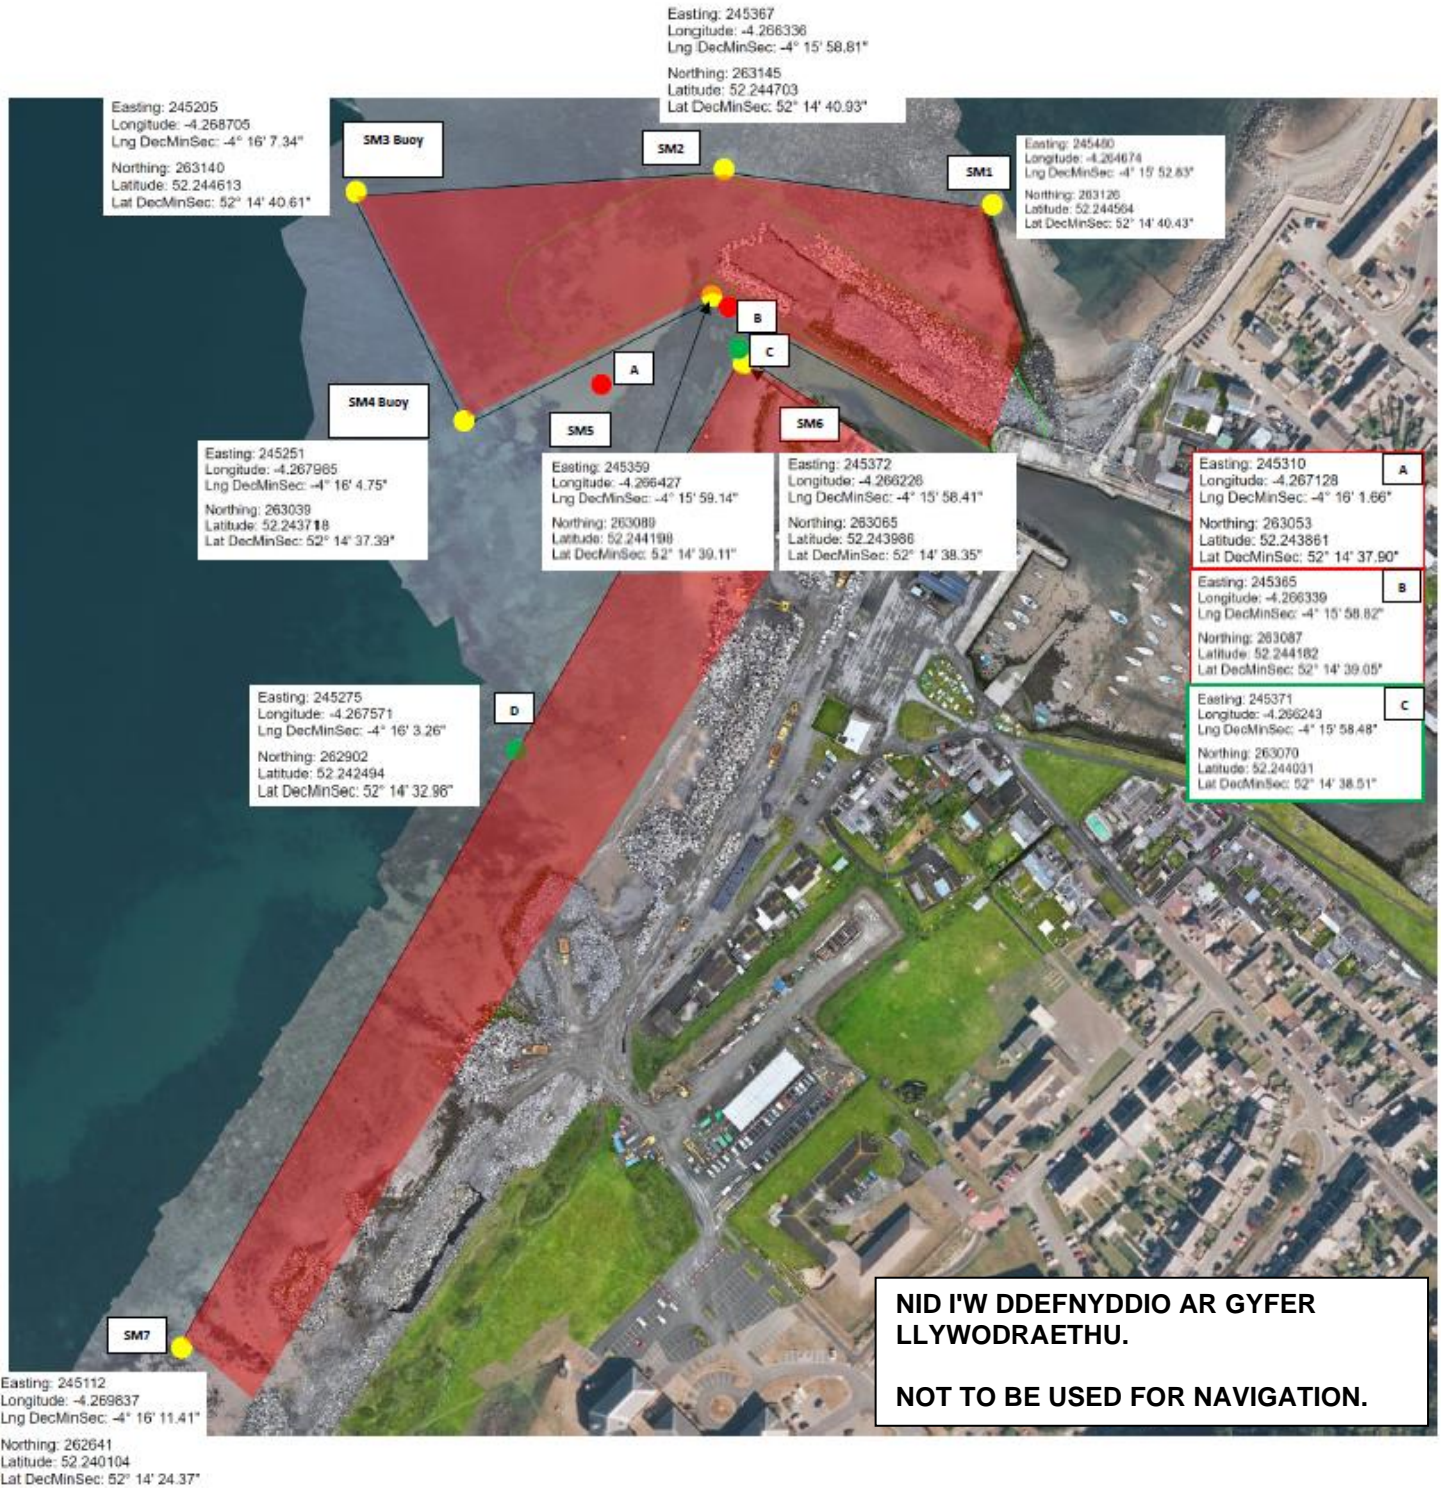 Easting: 245367
Longitude: -4.266336
Lng DecMinSec: -4° 15' 58.81"
Northing: 263145
Latitude: 52.244703
Lat DecMinSec: 52° 14' 40.93"
Easting: 245205
Longitude: -4.268705
Lng DecMinSec: -4° 16' 7.34"
Northing: 263140
Latitude: 52.244613
Lat DecMinSec: 52° 14' 40.61"
SM3 Buoy
SM2
SM1
Easting: 245480
Longitude: -4.264674
Lng DecMinSec: -4° 15' 52.83"
Northing: 263126
Latitude: 52.244564
Lat DecMinSec: 52° 14' 40.43"
B
C
A
SM4 Buoy
SM5
SM6
Easting: 245251
Longitude: -4.267985
Lng DecMinSec: -4° 16' 4.75"
Northing: 263039
Latitude: 52.243718
Lat DecMinSec: 52° 14' 37.39"
Easting: 245359
Longitude: -4.266427
Lng DecMinSec: -4° 15' 59.14"
Northing: 263089
Latitude: 52.244198
Lat DecMinSec: 52° 14' 39.11"
Easting: 245372
Longitude: -4.266226
Lng DecMinSec: -4° 15' 58.41"
Northing: 263065
Latitude: 52.243986
Lat DecMinSec: 52° 14' 38.35"
A
Easting: 245310
Longitude: -4.267128
Lng DecMinSec: -4° 16' 1.66"
Northing: 263053
Latitude: 52.243861
Lat DecMinSec: 52° 14' 37.90"
B
Easting: 245365
Longitude: -4.266339
Lng DecMinSec: -4° 15' 58.82"
Northing: 263087
Latitude: 52.244182
Lat DecMinSec: 52° 14' 39.05"
C
Easting: 245371
Longitude: -4.266243
Lng DecMinSec: -4° 15' 58.48"
Northing: 263070
Latitude: 52.244031
Lat DecMinSec: 52° 14' 38.51"
D
Easting: 245275
Longitude: -4.267571
Lng DecMinSec: -4° 16' 3.26"
Northing: 262902
Latitude: 52.242494
Lat DecMinSec: 52° 14' 32.98"
SM7
Easting: 245112
Longitude: -4.269837
Lng DecMinSec: -4° 16' 11.41"
Northing: 262641
Latitude: 52.240104
Lat DecMinSec: 52° 14' 24.37"
NID I'W DDEFNYDDIO AR GYFER
LLYWODRAETHU.
NOT TO BE USED FOR NAVIGATION.